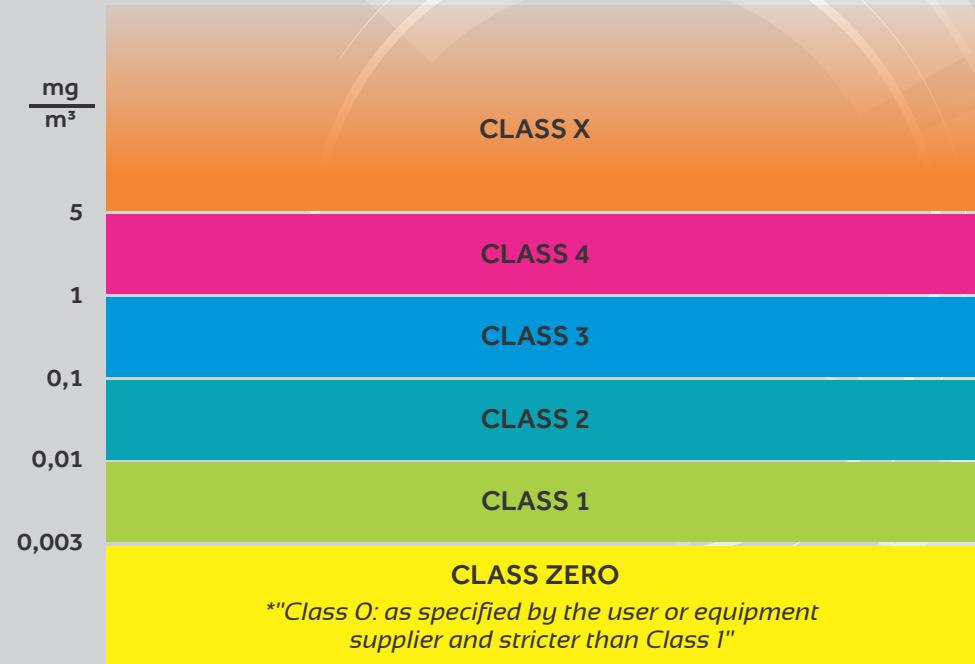 mg
m³
CLASS X
5
CLASS 4
1
CLASS 3
0,1
CLASS 2
0,01
CLASS 1
0,003
CLASS ZERO
*"Class 0: as specified by the user or equipment
supplier and stricter than Class 1"